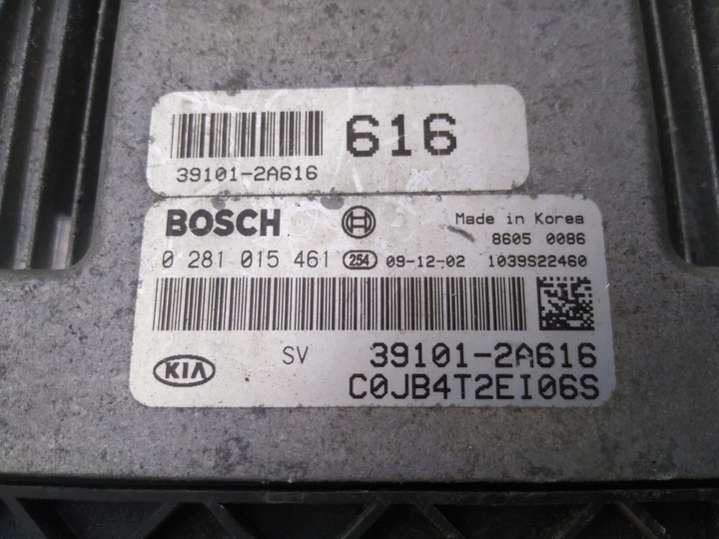 616
39101-2A616
BOSCH
Made in Korea
8605 0086
0 281 015 461 254 09-12-02 1039S22460
KIA SV 39101-2A616
C0JB4T2EI06S